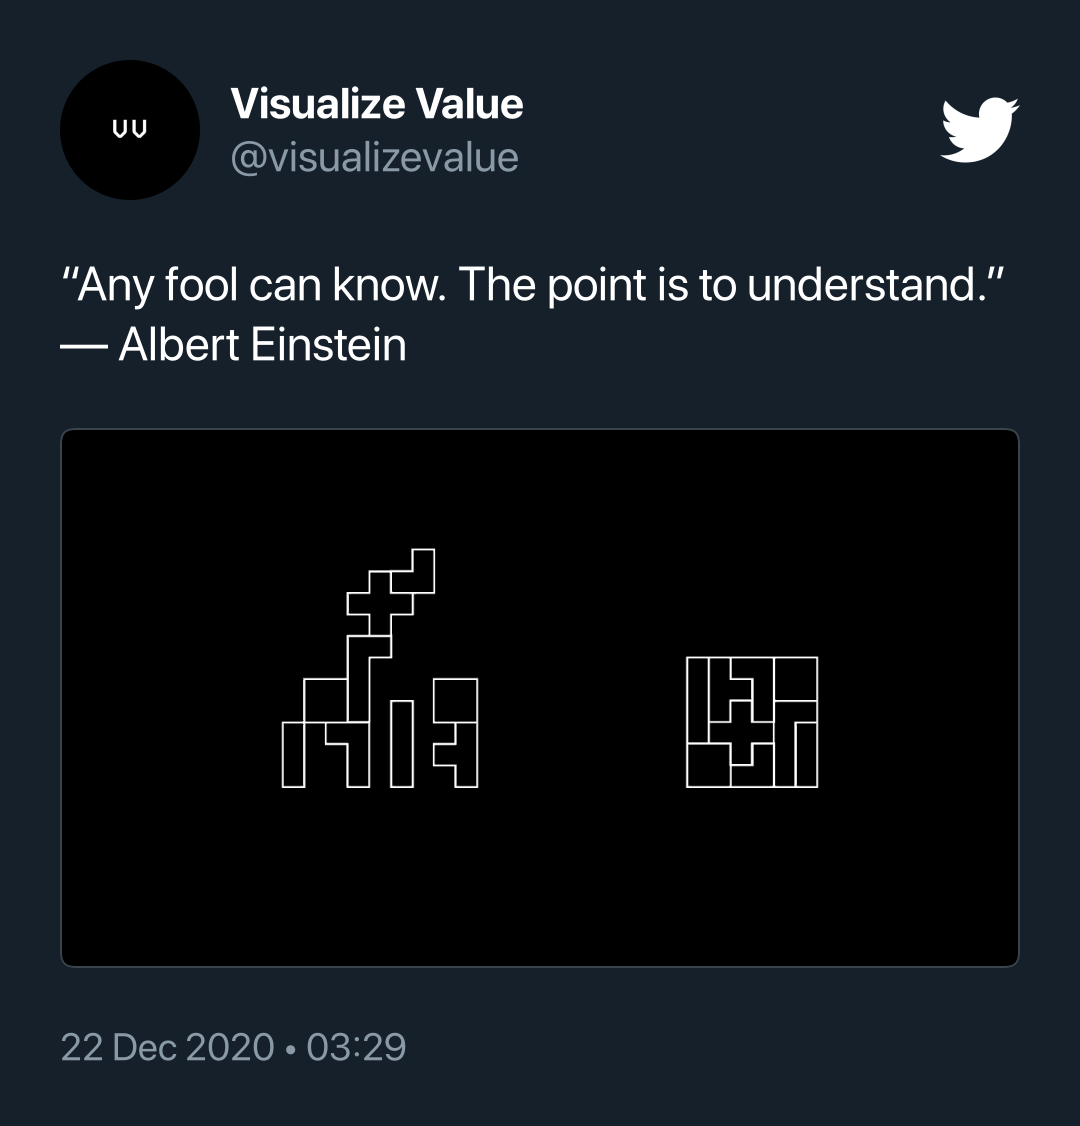 VV
Visualize Value
@visualizevalue
“Any fool can know. The point is to understand.”
— Albert Einstein
22 Dec 2020 • 03:29